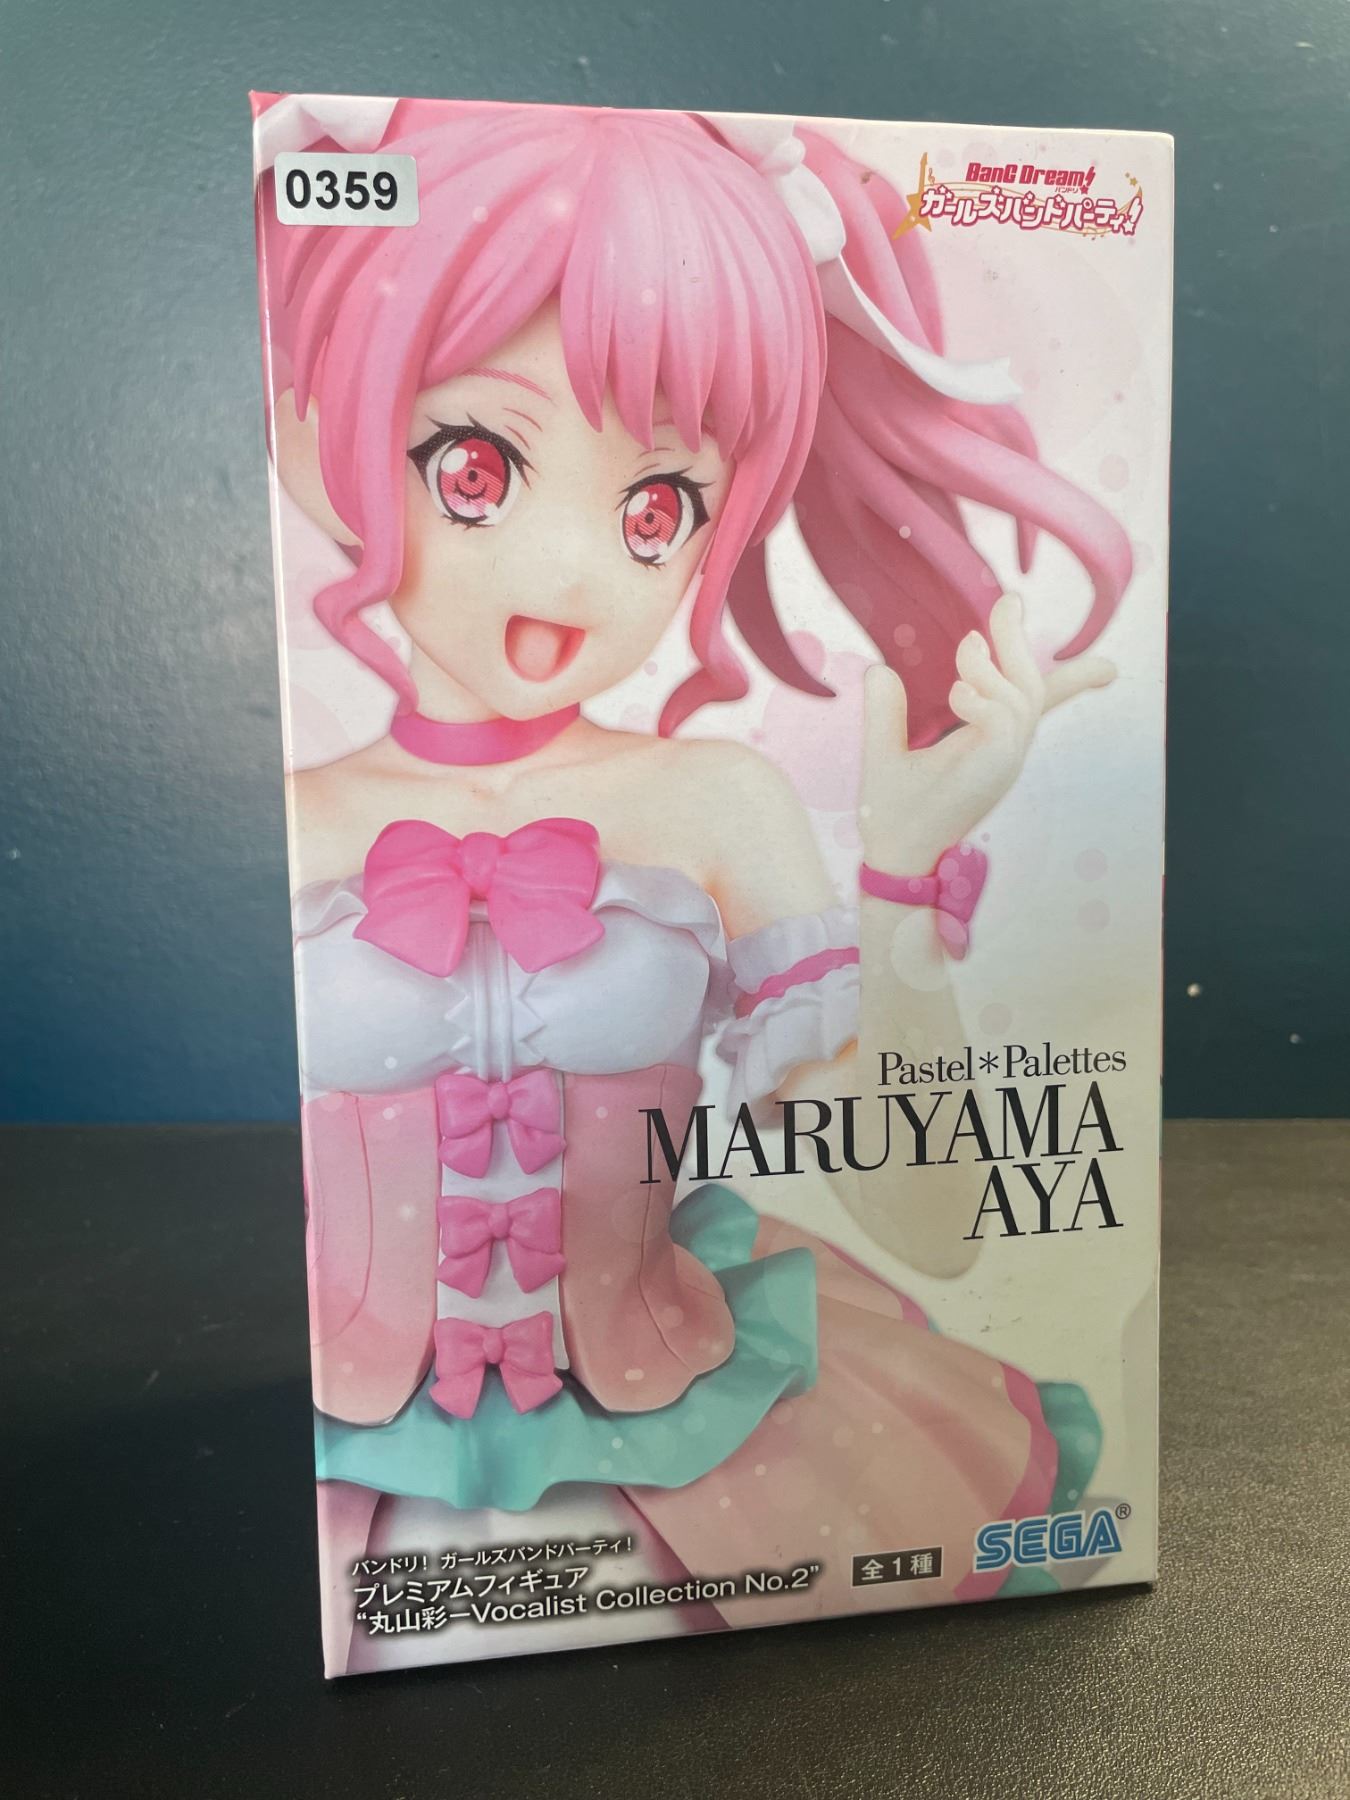 0359
BanG Dream!
バンドリ
ガールズバンドパーティ!
Pastel*Palettes
MARUYAMA
AYA
SEGA®
バンドリ! ガールズバンドパーティ!
プレミアムフィギュア
"丸山彩ーVocalist Collection No.2"
全1種